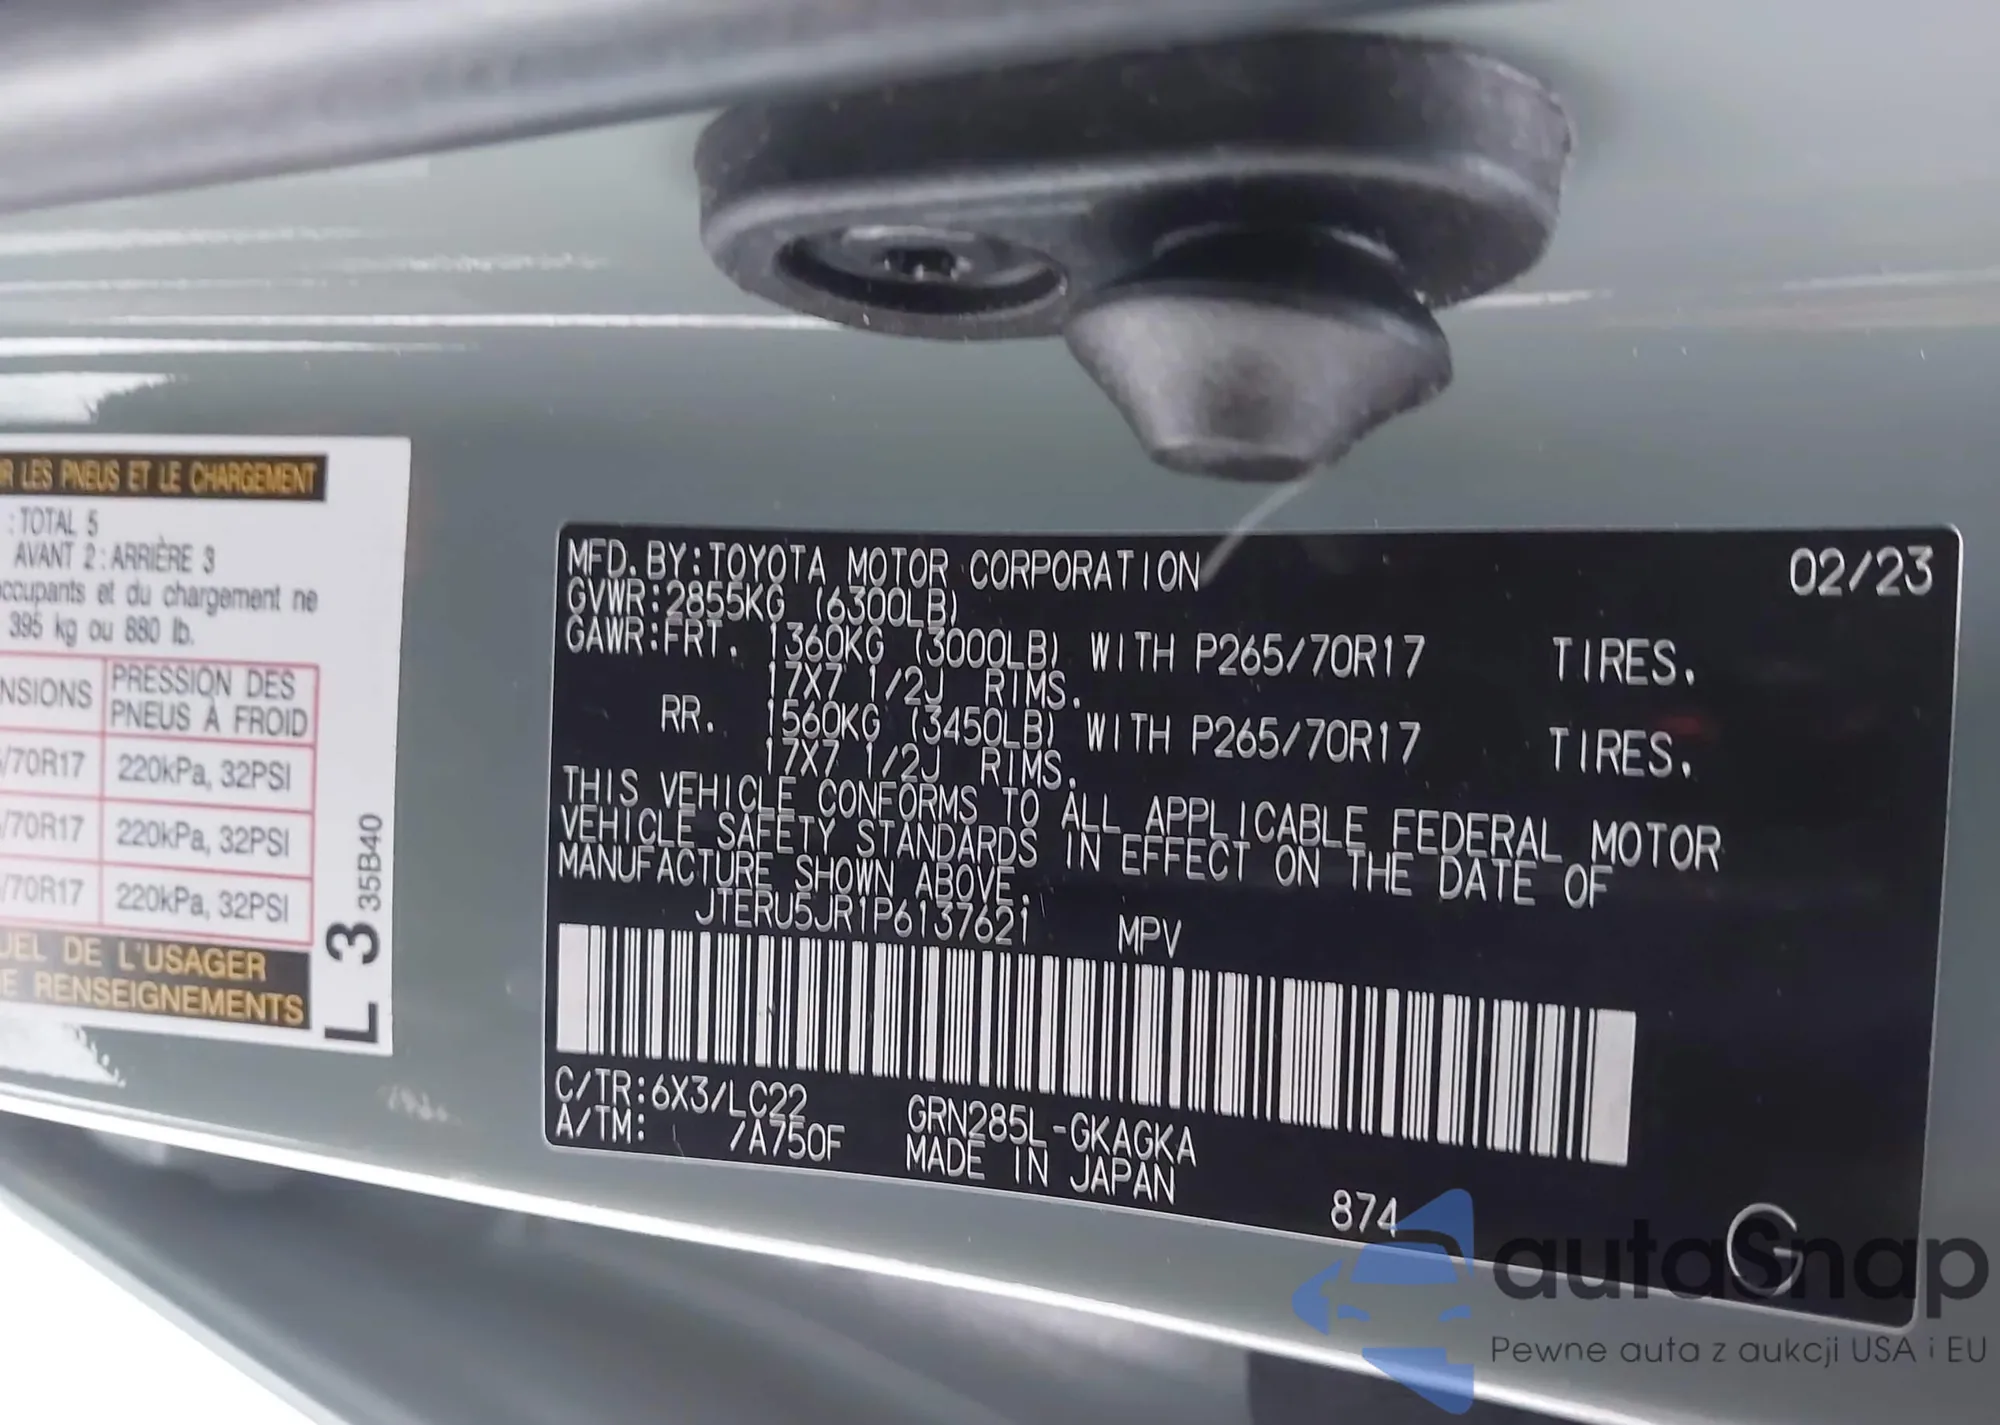 R LES PNEUS ET LE CHARGEMENT
: TOTAL 5
AVANT 2 : ARRIÈRE 3
occupants et du chargement ne
395 kg ou 880 lb.
NSIONS
PRESSION DES
PNEUS À FROID
/70R17 220kPa, 32PSI
/70R17 220kPa, 32PSI
/70R17 220kPa, 32PSI
UEL DE L'USAGER
E RENSEIGNEMENTS
L 3 35B40
MFD. BY: TOYOTA MOTOR CORPORATION 02/23
GVWR: 2855KG (6300LB)
GAWR: FRT. 1360KG (3000LB) WITH P265/70R17 TIRES.
17X7 1/2J RIMS.
RR. 1560KG (3450LB) WITH P265/70R17 TIRES.
17X7 1/2J RIMS.
THIS VEHICLE CONFORMS TO ALL APPLICABLE FEDERAL MOTOR
VEHICLE SAFETY STANDARDS IN EFFECT ON THE DATE OF
MANUFACTURE SHOWN ABOVE.
JTERU5JR1P6137621 MPV
C/TR: 6X3/LC22 GRN285L-GKAGKA
A/TM: /A750F MADE IN JAPAN
874
G
autoSnap
Pewne auta z aukcji USA i EU